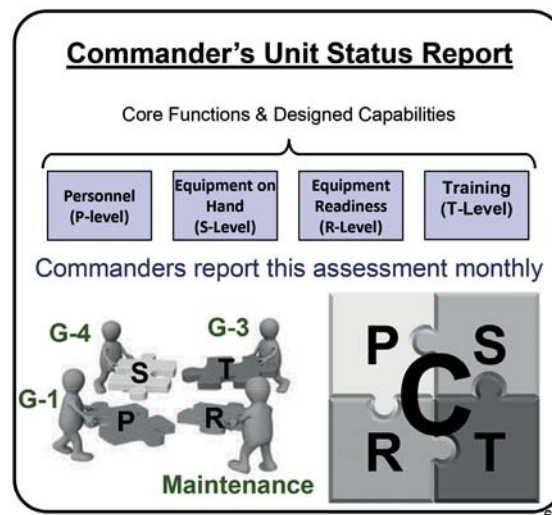 Commander's Unit Status Report
Core Functions & Designed Capabilities
Personnel
(P-level)
Equipment on
Hand
(S-Level)
Equipment
Readiness
(R-Level)
Training
(T-Level)
Commanders report this assessment monthly
G-4
G-3
S
T
G-1
P
R
Maintenance
P
S
C
R
T